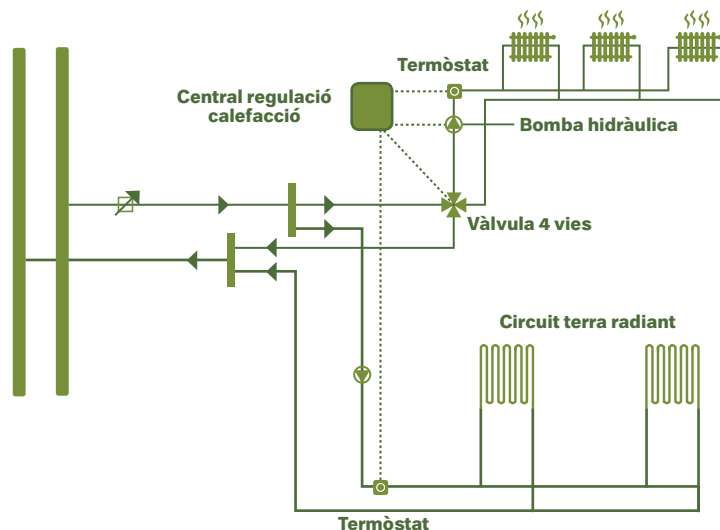 Termòstat
Central regulació
calefacció
Bomba hidràulica
Vàlvula 4 vies
Circuit terra radiant
Termòstat